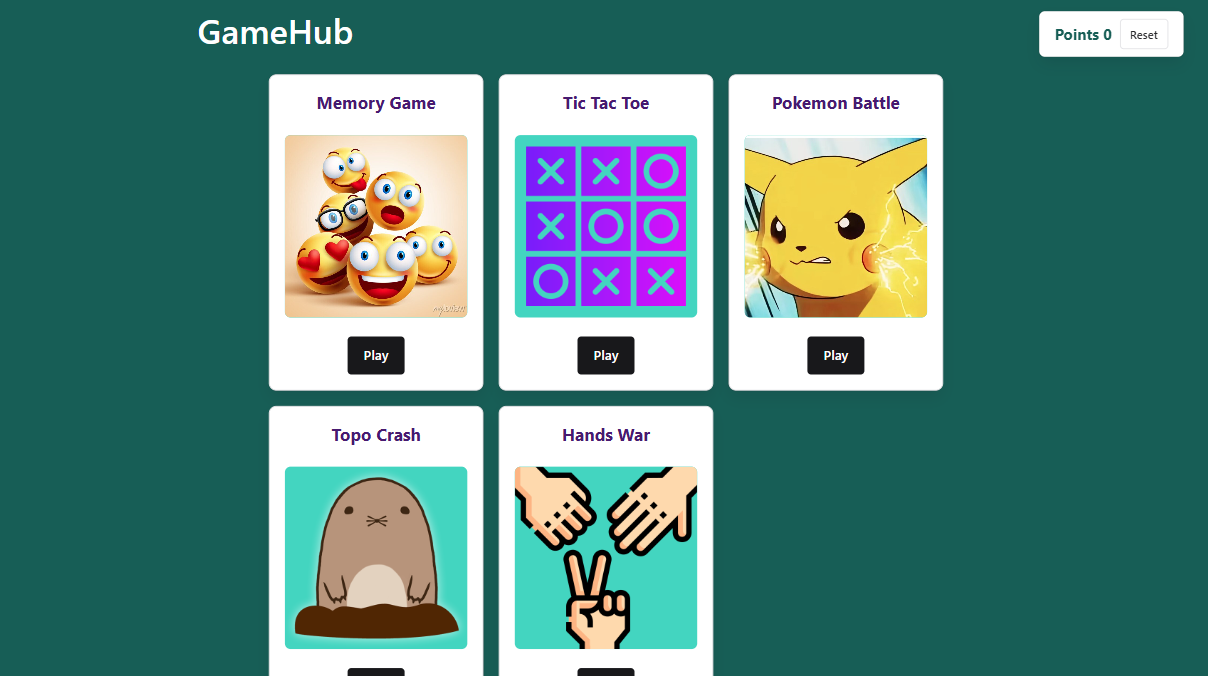 GameHub
Points 0
Reset
Memory Game
Tic Tac Toe
Pokemon Battle
Play
Play
Play
Topo Crash
Hands War